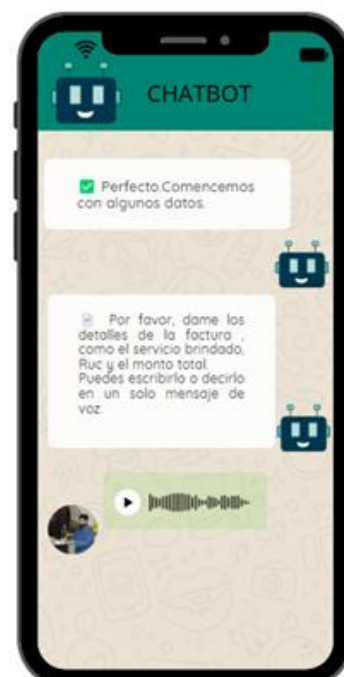 CHATBOT
✅ Perfecto.Comencemos
con algunos datos.
📄 Por favor, dame los
detalles de la factura ,
como el servicio brindado,
Ruc y el monto total.
Puedes escribirlo o decirlo
en un solo mensaje de
voz